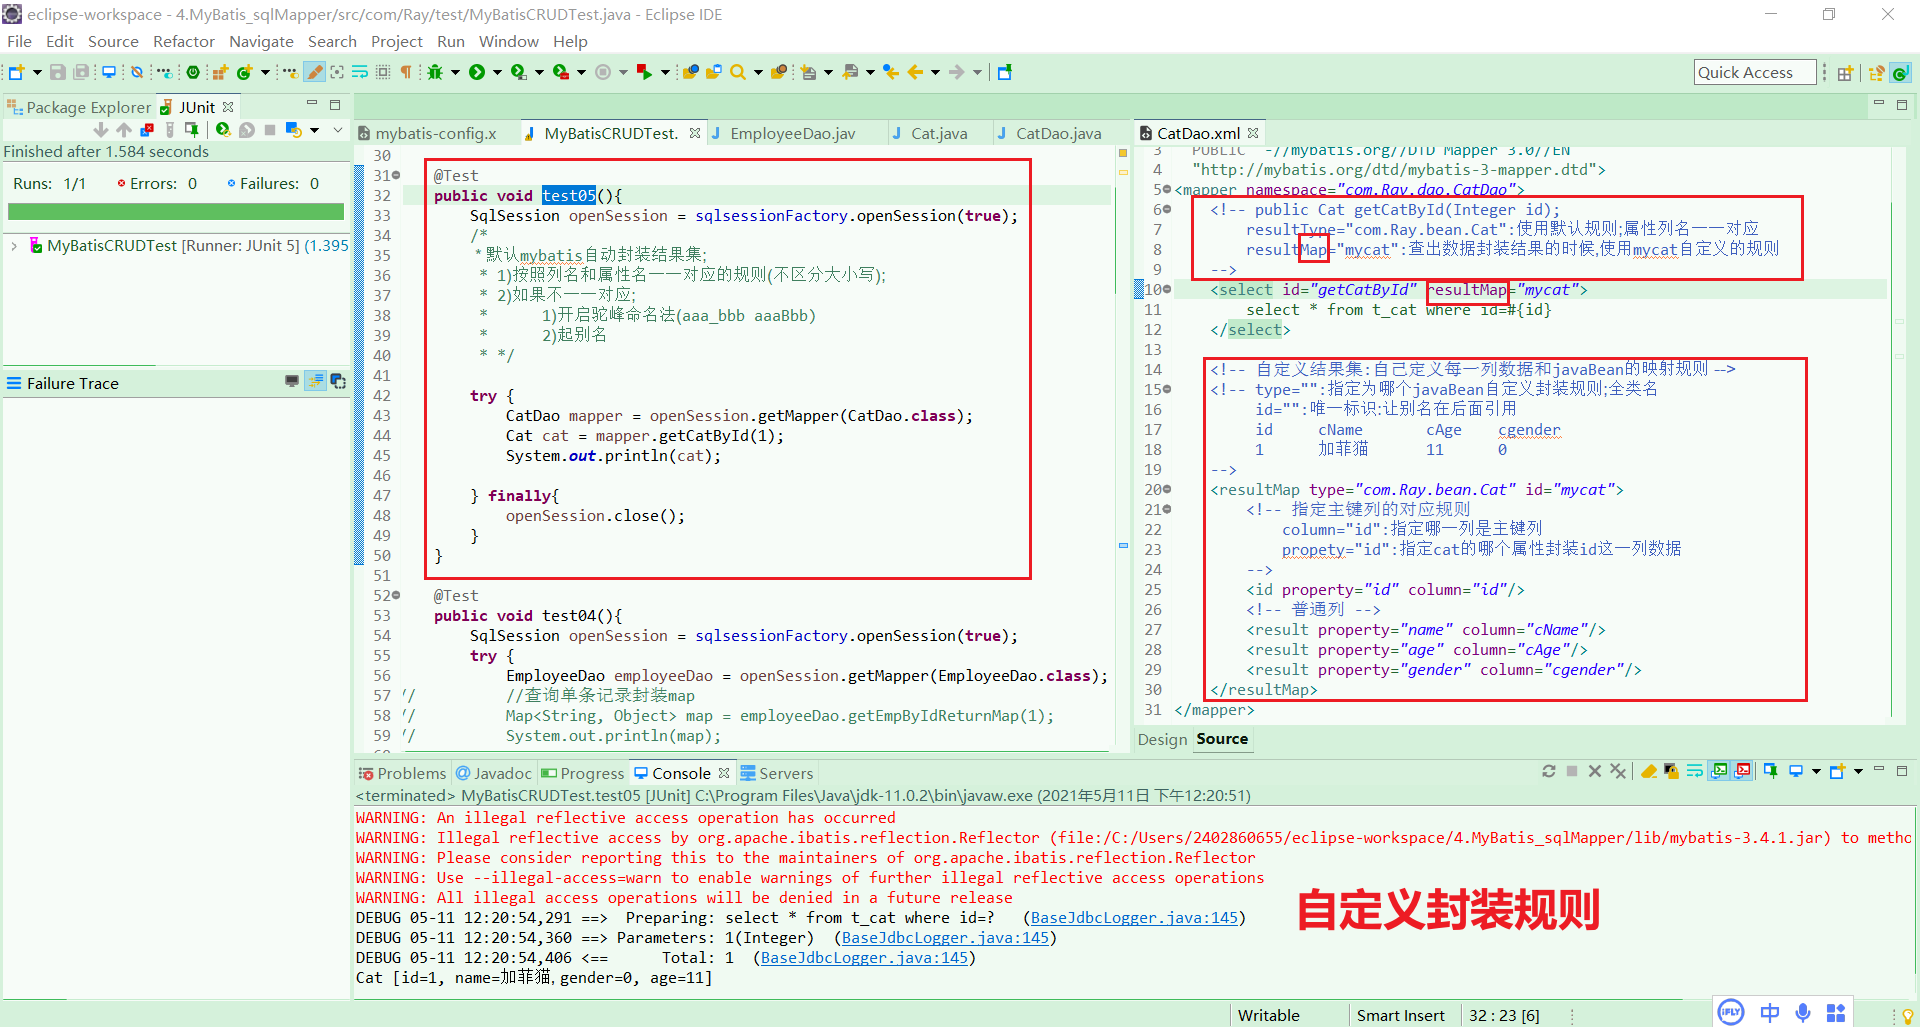 eclipse-workspace - 4.MyBatis_sqlMapper/src/com/Ray/test/MyBatisCRUDTest.java - Eclipse IDE
File Edit Source Refactor Navigate Search Project Run Window Help
Quick Access
Package Explorer JUnit
Finished after 1.584 seconds
Runs: 1/1 Errors: 0 Failures: 0
MyBatisCRUDTest [Runner: JUnit 5] (1.395
Failure Trace
mybatis-config.x MyBatisCRUDTest. EmployeeDao.jav Cat.java CatDao.java
30
31 @Test
32 public void test05(){
33 SqlSession openSession = sqlsessionFactory.openSession(true);
34 /*
35 * 默认mybatis自动封装结果集;
36 * 1)按照列名和属性名一一对应的规则(不区分大小写);
37 * 2)如果不一一对应;
38 * 1)开启驼峰命名法(aaa_bbb aaaBbb)
39 * 2)起别名
40 * */
41
42 try {
43 CatDao mapper = openSession.getMapper(CatDao.class);
44 Cat cat = mapper.getCatById(1);
45 System.out.println(cat);
46
47 } finally{
48 openSession.close();
49 }
50 }
51
52 @Test
53 public void test04(){
54 SqlSession openSession = sqlsessionFactory.openSession(true);
55 try {
56 EmployeeDao employeeDao = openSession.getMapper(EmployeeDao.class);
57 // //查询单条记录封装map
58 // Map<String, Object> map = employeeDao.getEmpByIdReturnMap(1);
59 // System.out.println(map);
CatDao.xml
3 PUBLIC "-//mybatis.org//DTD Mapper 3.0//EN"
4 "http://mybatis.org/dtd/mybatis-3-mapper.dtd">
5 <mapper namespace="com.Ray.dao.CatDao">
6 <!-- public Cat getCatById(Integer id);
7 resultType="com.Ray.bean.Cat":使用默认规则;属性列名一一对应
8 resultMap="mycat":查出数据封装结果的时候,使用mycat自定义的规则
9 -->
10 <select id="getCatById" resultMap="mycat">
11 select * from t_cat where id=#{id}
12 </select>
13
14 <!-- 自定义结果集:自己定义每一列数据和javaBean的映射规则 -->
15 <!-- type="":指定为哪个javaBean自定义封装规则;全类名
16 id="":唯一标识:让别名在后面引用
17 id cName cAge cgender
18 1 加菲猫 11 0
19 -->
20 <resultMap type="com.Ray.bean.Cat" id="mycat">
21 <!-- 指定主键列的对应规则
22 column="id":指定哪一列是主键列
23 propety="id":指定cat的哪个属性封装id这一列数据
24 -->
25 <id property="id" column="id"/>
26 <!-- 普通列 -->
27 <result property="name" column="cName"/>
28 <result property="age" column="cAge"/>
29 <result property="gender" column="cgender"/>
30 </resultMap>
31 </mapper>
Design Source
Problems Javadoc Progress Console Servers
<terminated> MyBatisCRUDTest.test05 [JUnit] C:\Program Files\Java\jdk-11.0.2\bin\javaw.exe (2021年5月11日 下午12:20:51)
WARNING: An illegal reflective access operation has occurred
WARNING: Illegal reflective access by org.apache.ibatis.reflection.Reflector (file:/C:/Users/2402860655/eclipse-workspace/4.MyBatis_sqlMapper/lib/mybatis-3.4.1.jar) to metho
WARNING: Please consider reporting this to the maintainers of org.apache.ibatis.reflection.Reflector
WARNING: Use --illegal-access=warn to enable warnings of further illegal reflective access operations
WARNING: All illegal access operations will be denied in a future release
DEBUG 05-11 12:20:54,291 ==> Preparing: select * from t_cat where id=? (BaseJdbcLogger.java:145)
DEBUG 05-11 12:20:54,360 ==> Parameters: 1(Integer) (BaseJdbcLogger.java:145)
DEBUG 05-11 12:20:54,406 <== Total: 1 (BaseJdbcLogger.java:145)
Cat [id=1, name=加菲猫, gender=0, age=11]
自定义封装规则
Writable Smart Insert 32 : 23 [6]
iFLY 中